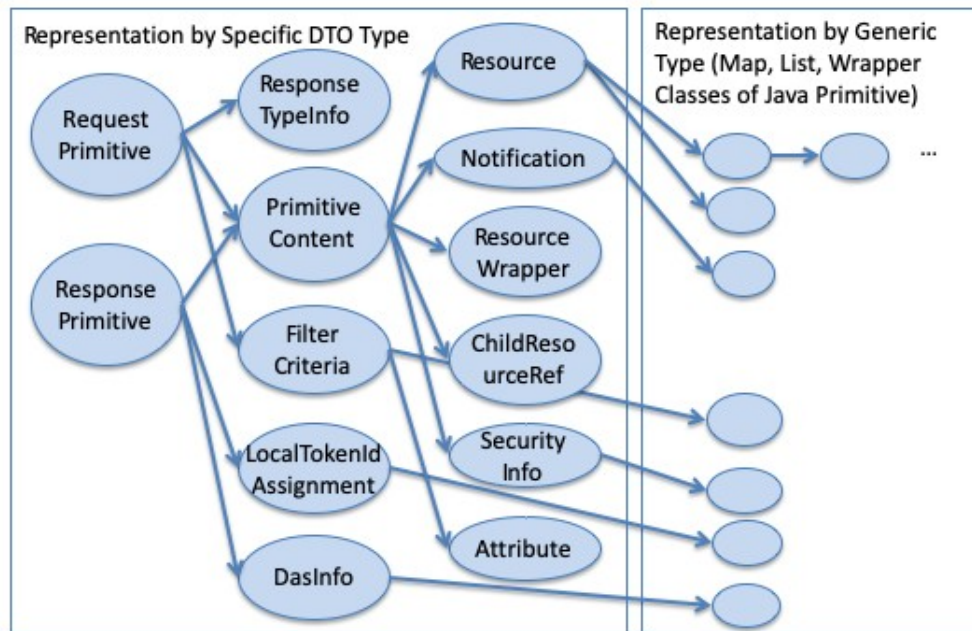 Representation by Specific DTO Type
Request
Primitive
Response
Primitive
Response
TypeInfo
Primitive
Content
Filter
Criteria
LocalTokenId
Assignment
DasInfo
Resource
Notification
Resource
Wrapper
ChildReso
urceRef
Security
Info
Attribute
Representation by Generic
Type (Map, List, Wrapper
Classes of Java Primitive)
...